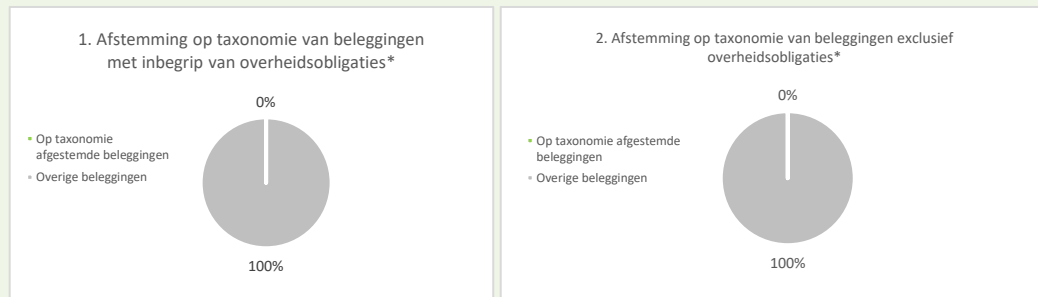 1. Afstemming op taxonomie van beleggingen
met inbegrip van overheidsobligaties*
0%
Op taxonomie
afgestemde beleggingen
Overige beleggingen
100%
2. Afstemming op taxonomie van beleggingen exclusief
overheidsobligaties*
0%
Op taxonomie afgestemde
beleggingen
Overige beleggingen
100%